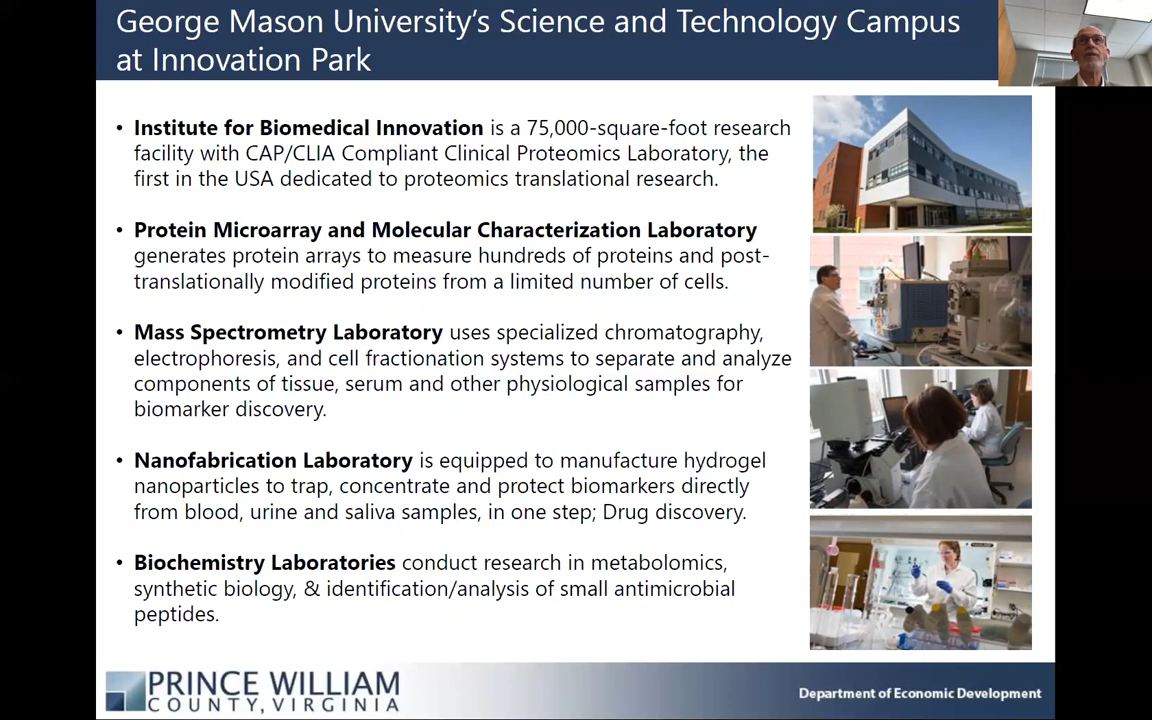 George Mason University's Science and Technology Campus
at Innovation Park
• Institute for Biomedical Innovation is a 75,000-square-foot research
facility with CAP/CLIA Compliant Clinical Proteomics Laboratory, the
first in the USA dedicated to proteomics translational research.
• Protein Microarray and Molecular Characterization Laboratory
generates protein arrays to measure hundreds of proteins and post-
translationally modified proteins from a limited number of cells.
• Mass Spectrometry Laboratory uses specialized chromatography,
electrophoresis, and cell fractionation systems to separate and analyze
components of tissue, serum and other physiological samples for
biomarker discovery.
• Nanofabrication Laboratory is equipped to manufacture hydrogel
nanoparticles to trap, concentrate and protect biomarkers directly
from blood, urine and saliva samples, in one step; Drug discovery.
• Biochemistry Laboratories conduct research in metabolomics,
synthetic biology, & identification/analysis of small antimicrobial
peptides.
PRINCE WILLIAM
COUNTY, VIRGINIA
Department of Economic Development